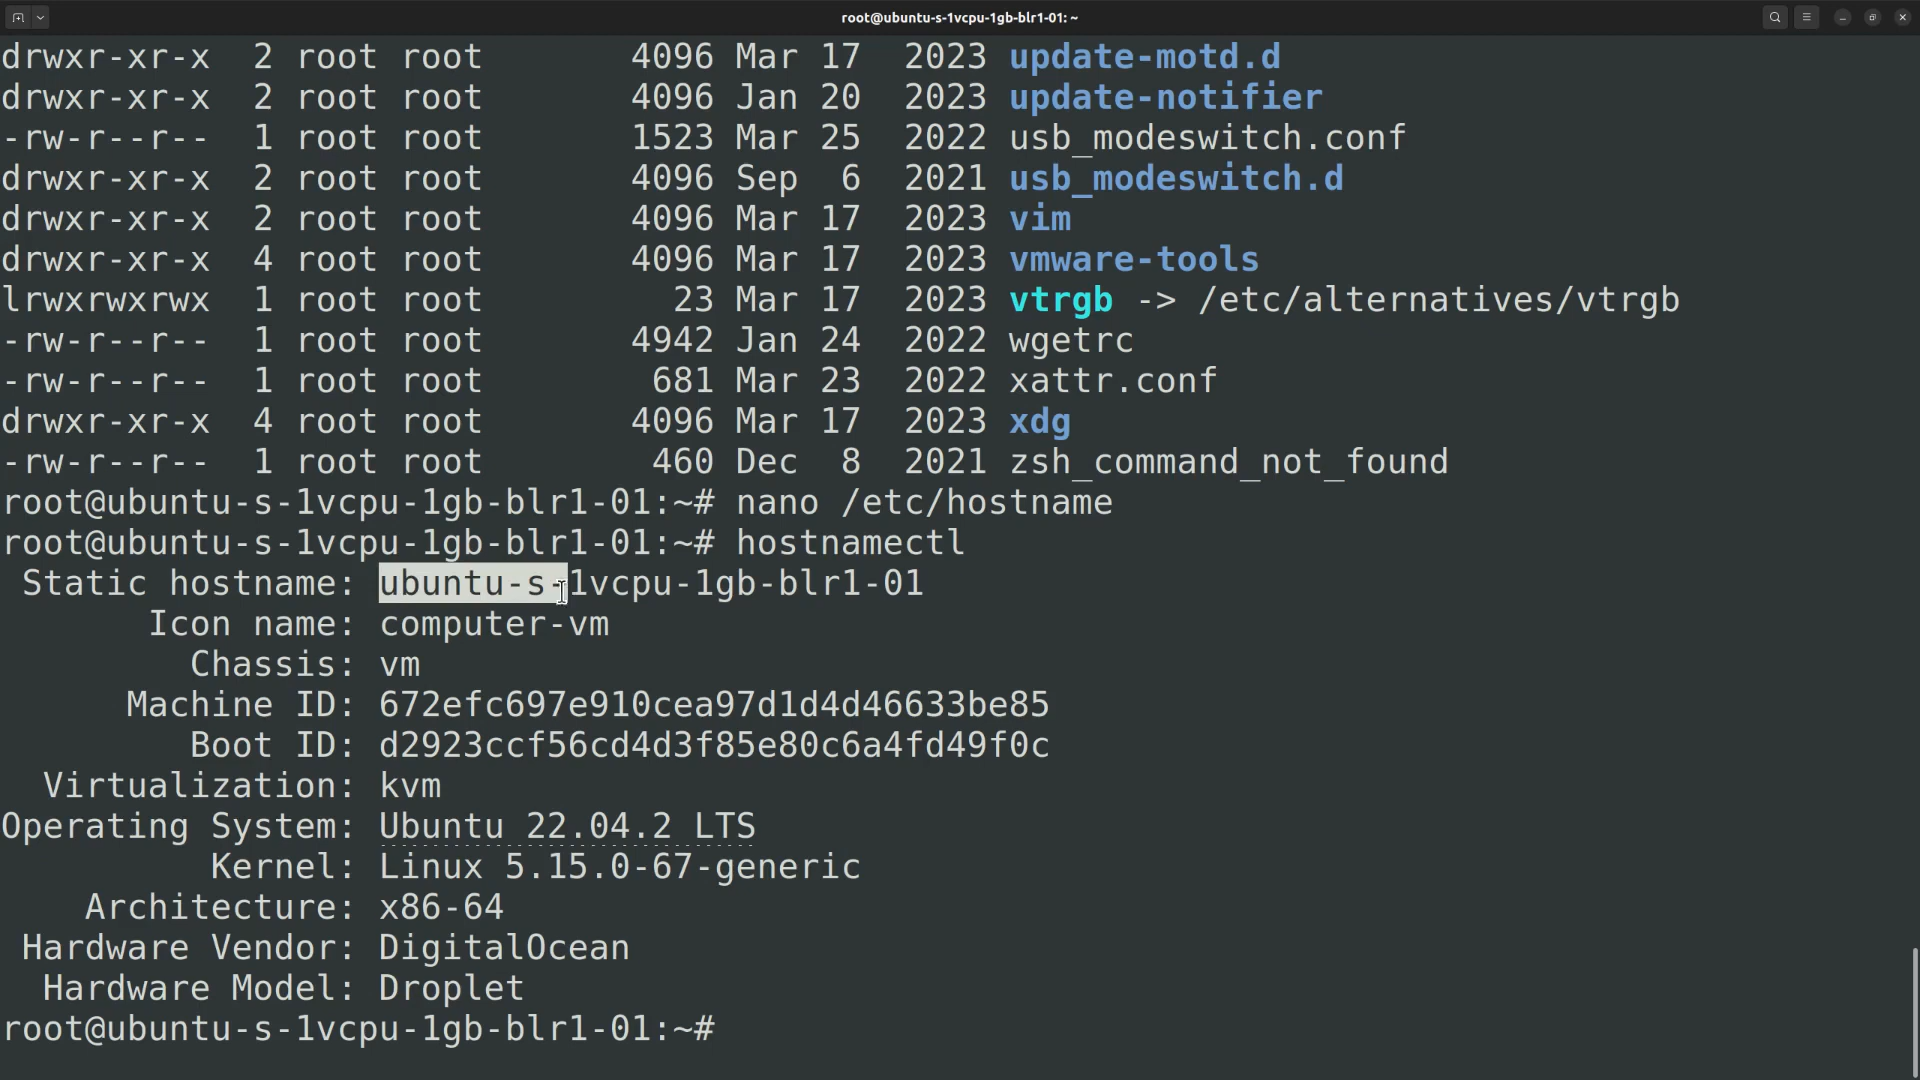 root@ubuntu-s-1vcpu-1gb-blr1-01: ~
drwxr-xr-x  2 root root       4096 Mar 17  2023 update-motd.d
drwxr-xr-x  2 root root       4096 Jan 20  2023 update-notifier
-rw-r--r--  1 root root       1523 Mar 25  2022 usb_modeswitch.conf
drwxr-xr-x  2 root root       4096 Sep  6  2021 usb_modeswitch.d
drwxr-xr-x  2 root root       4096 Mar 17  2023 vim
drwxr-xr-x  4 root root       4096 Mar 17  2023 vmware-tools
lrwxrwxrwx  1 root root         23 Mar 17  2023 vtrgb -> /etc/alternatives/vtrgb
-rw-r--r--  1 root root       4942 Jan 24  2022 wgetrc
-rw-r--r--  1 root root        681 Mar 23  2022 xattr.conf
drwxr-xr-x  4 root root       4096 Mar 17  2023 xdg
-rw-r--r--  1 root root        460 Dec  8  2021 zsh_command_not_found
root@ubuntu-s-1vcpu-1gb-blr1-01:~# nano /etc/hostname
root@ubuntu-s-1vcpu-1gb-blr1-01:~# hostnamectl
 Static hostname: ubuntu-s-1vcpu-1gb-blr1-01
       Icon name: computer-vm
         Chassis: vm
      Machine ID: 672efc697e910cea97d1d4d46633be85
         Boot ID: d2923ccf56cd4d3f85e80c6a4fd49f0c
  Virtualization: kvm
Operating System: Ubuntu 22.04.2 LTS
          Kernel: Linux 5.15.0-67-generic
    Architecture: x86-64
 Hardware Vendor: DigitalOcean
  Hardware Model: Droplet
root@ubuntu-s-1vcpu-1gb-blr1-01:~#